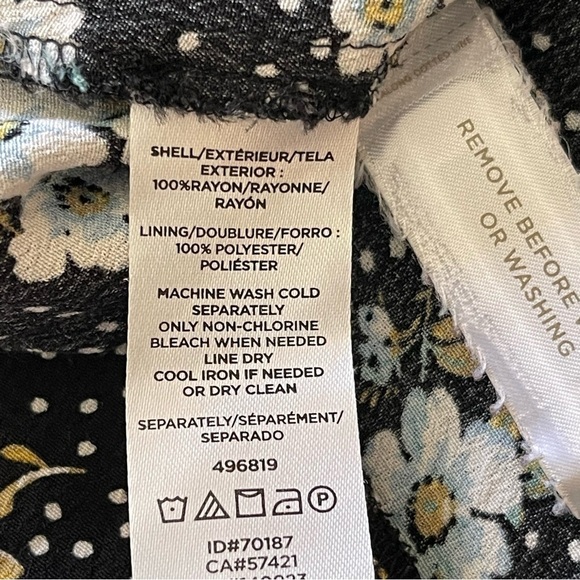 SHELL/EXTÉRIEUR/TELA
EXTERIOR :
100%RAYON/RAYONNE/
RAYÓN
LINING/DOUBLURE/FORRO :
100% POLYESTER/
POLIÉSTER
MACHINE WASH COLD
SEPARATELY
ONLY NON-CHLORINE
BLEACH WHEN NEEDED
LINE DRY
COOL IRON IF NEEDED
OR DRY CLEAN
SEPARATELY/SÉPARÉMENT/
SEPARADO
496819
P
ID#70187
CA#57421
REMOVE BEFORE
OR WASHING